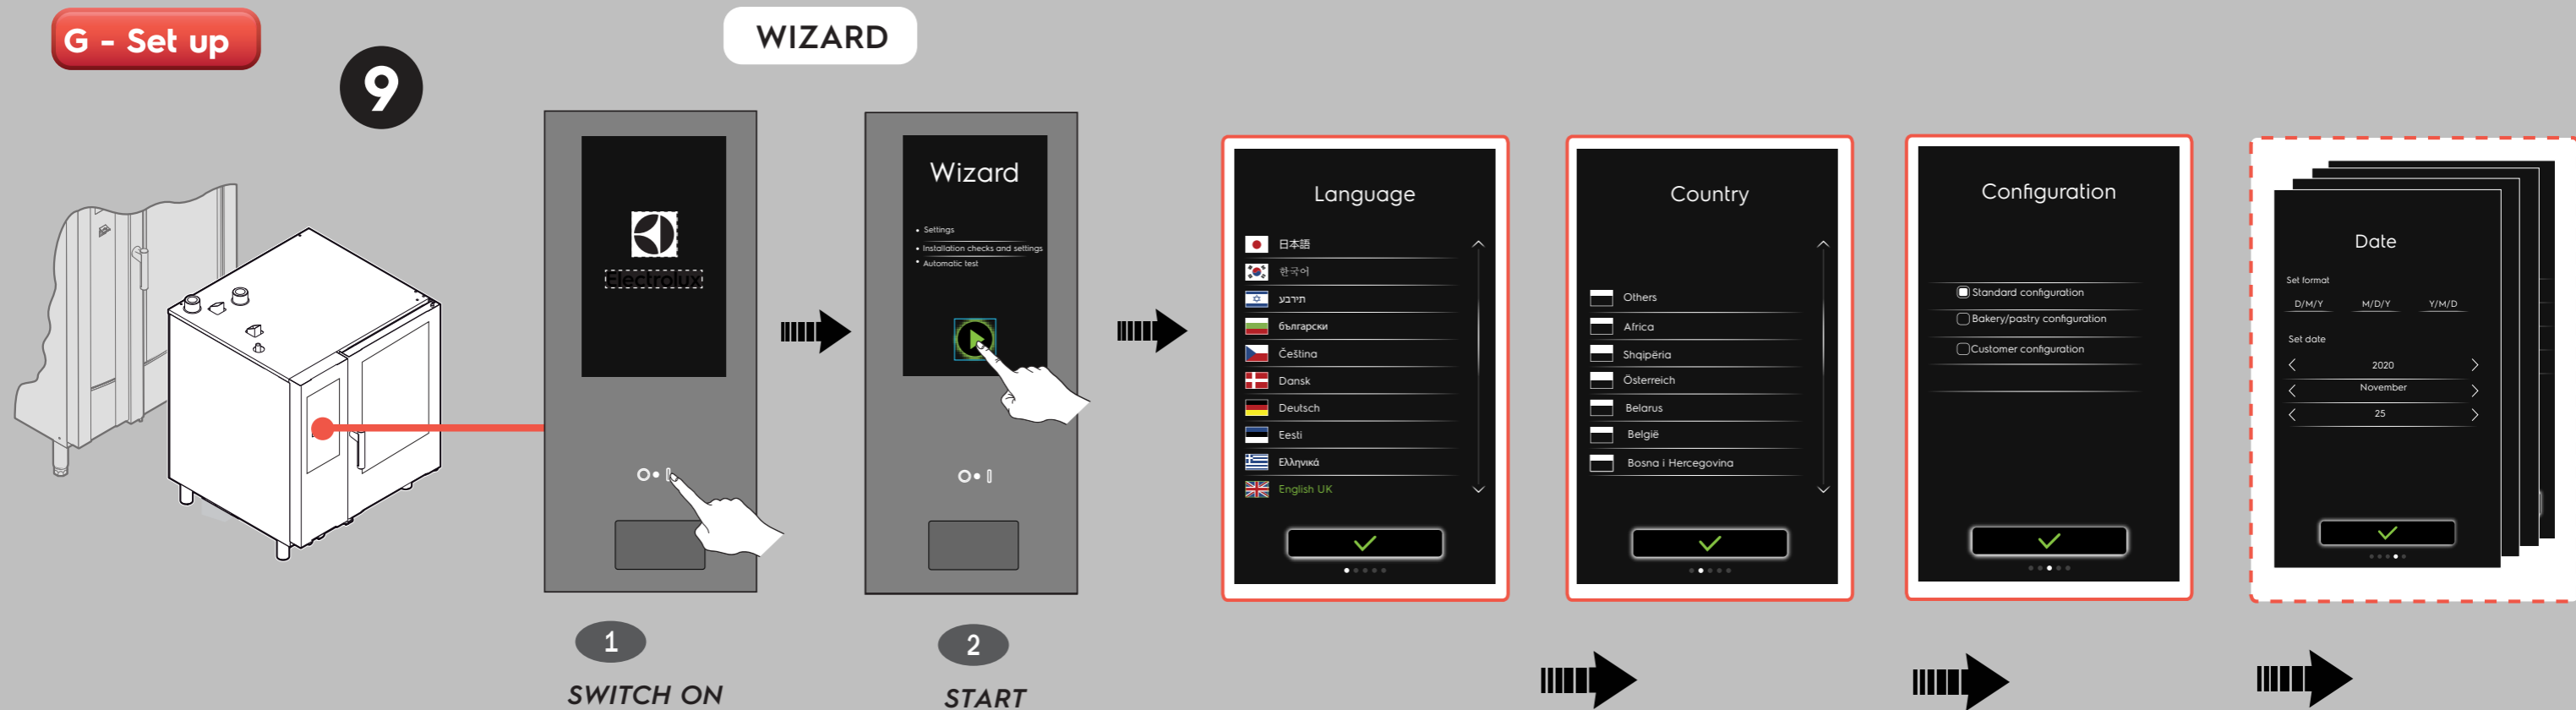 G - Set up
WIZARD
9
Electrolux
1
SWITCH ON
Wizard
• Settings
• Installation checks and settings
• Automatic test
2
START
Language
日本語
한국어
תירבע
български
Čeština
Dansk
Deutsch
Eesti
Ελληνικά
English UK
Country
Others
Africa
Shqipëria
Österreich
Belarus
België
Bosna i Hercegovina
Configuration
Standard configuration
Bakery/pastry configuration
Customer configuration
Date
Set format
D/M/Y M/D/Y Y/M/D
Set date
2020
November
25